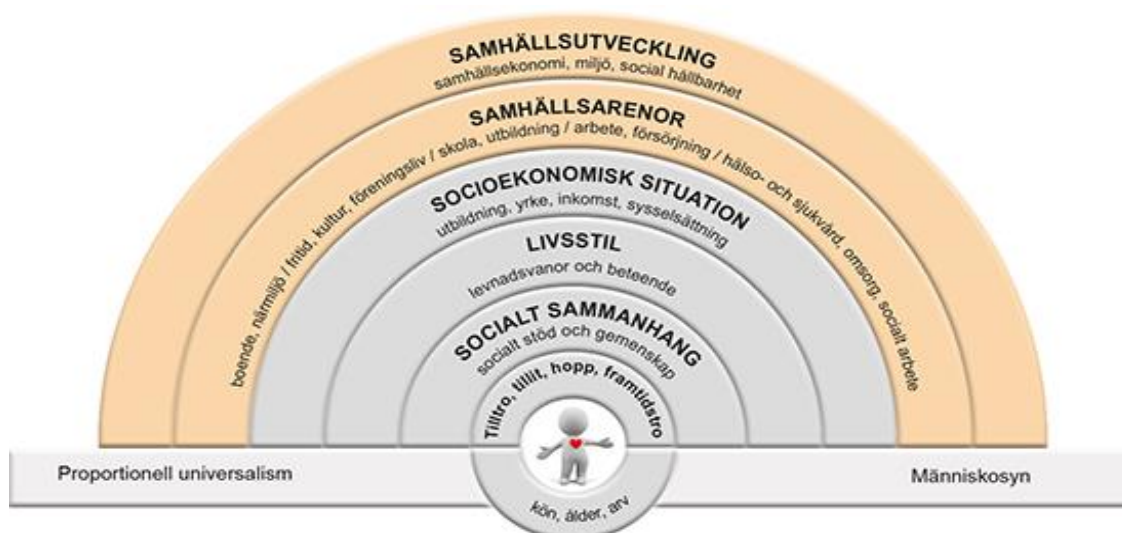 SAMHÄLLSUTVECKLING
samhällsekonomi, miljö, social hållbarhet
SAMHÄLLSARENOR
boende, närmiljö / fritid, kultur, föreningsliv / skola, utbildning / arbete, försörjning / hälso- och sjukvård, omsorg, socialt arbete
SOCIOEKONOMISK SITUATION
utbildning, yrke, inkomst, sysselsättning
LIVSSTIL
levnadsvanor och beteende
SOCIALT SAMMANHANG
socialt stöd och gemenskap
Tilltro, tillit, hopp, framtidstro
Proportionell universalism
Människosyn
kön, ålder, arv